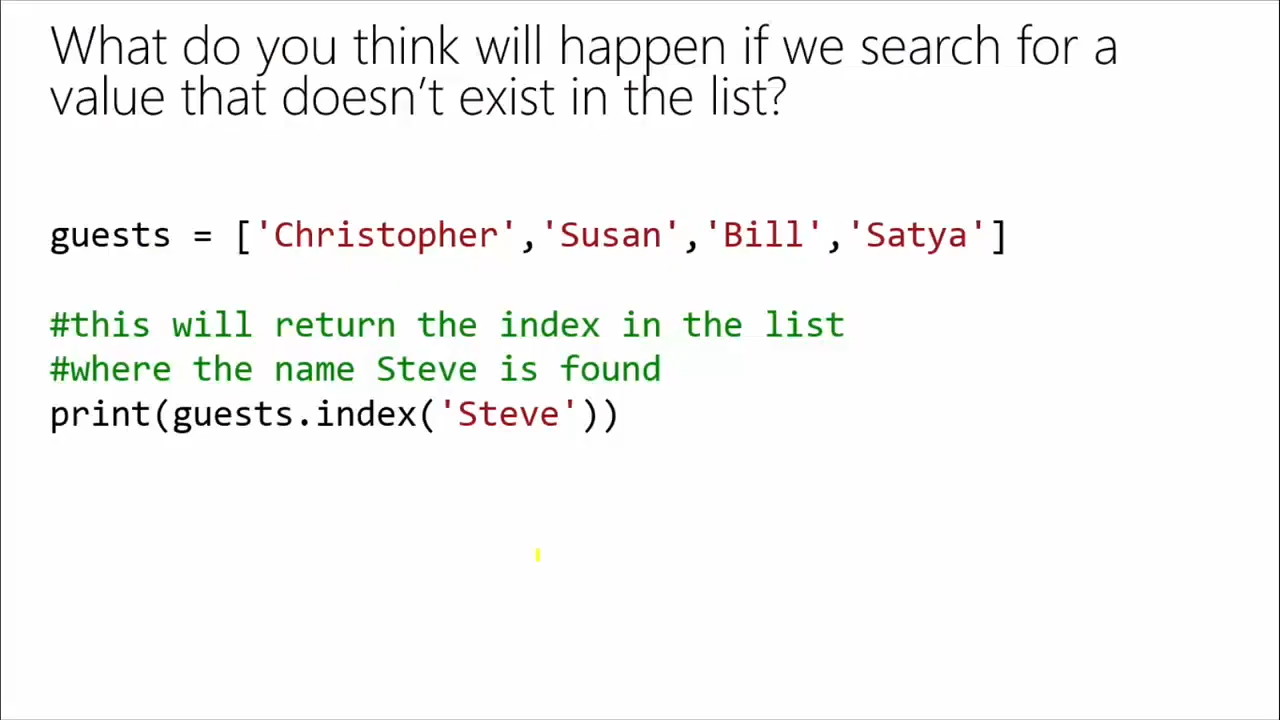 What do you think will happen if we search for a
value that doesn’t exist in the list?
guests = ['Christopher','Susan','Bill','Satya']
#this will return the index in the list
#where the name Steve is found
print(guests.index('Steve'))